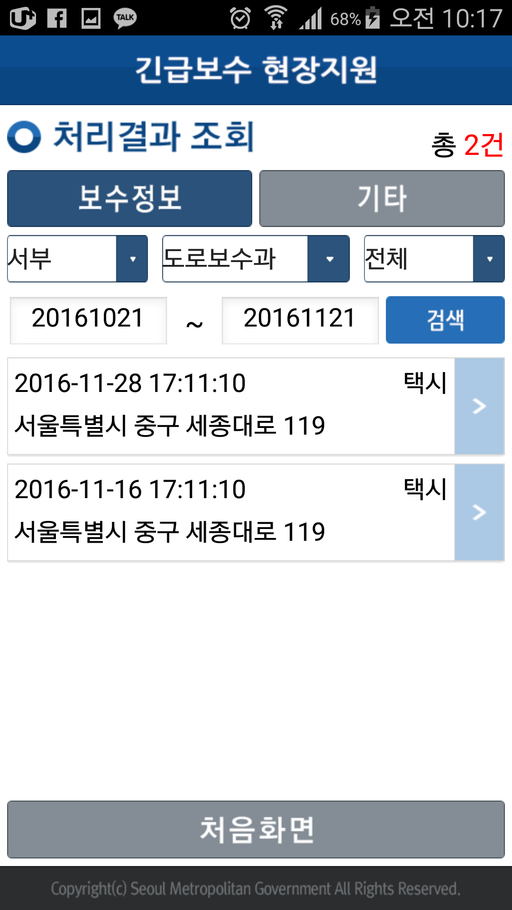 U+
TALK
68% 오전 10:17
긴급보수 현장지원
처리결과 조회
총 2건
보수정보 기타
서부 도로보수과 전체
20161021 ~ 20161121 검색
2016-11-28 17:11:10 택시
서울특별시 중구 세종대로 119
>
2016-11-16 17:11:10 택시
서울특별시 중구 세종대로 119
>
처음화면
Copyright(c) Seoul Metropolitan Government All Rights Reserved.